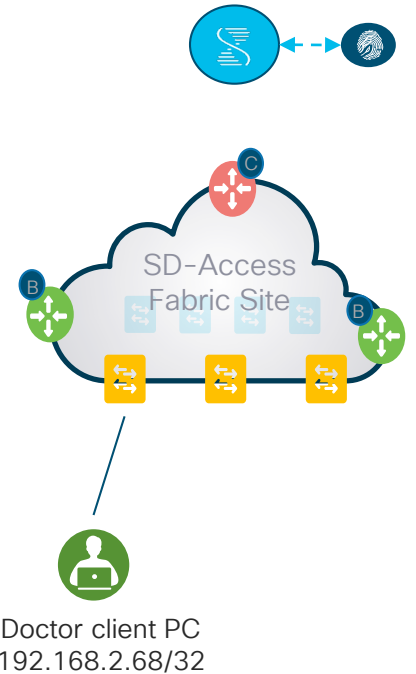 C
SD-Access
Fabric Site
B
B
Doctor client PC
192.168.2.68/32